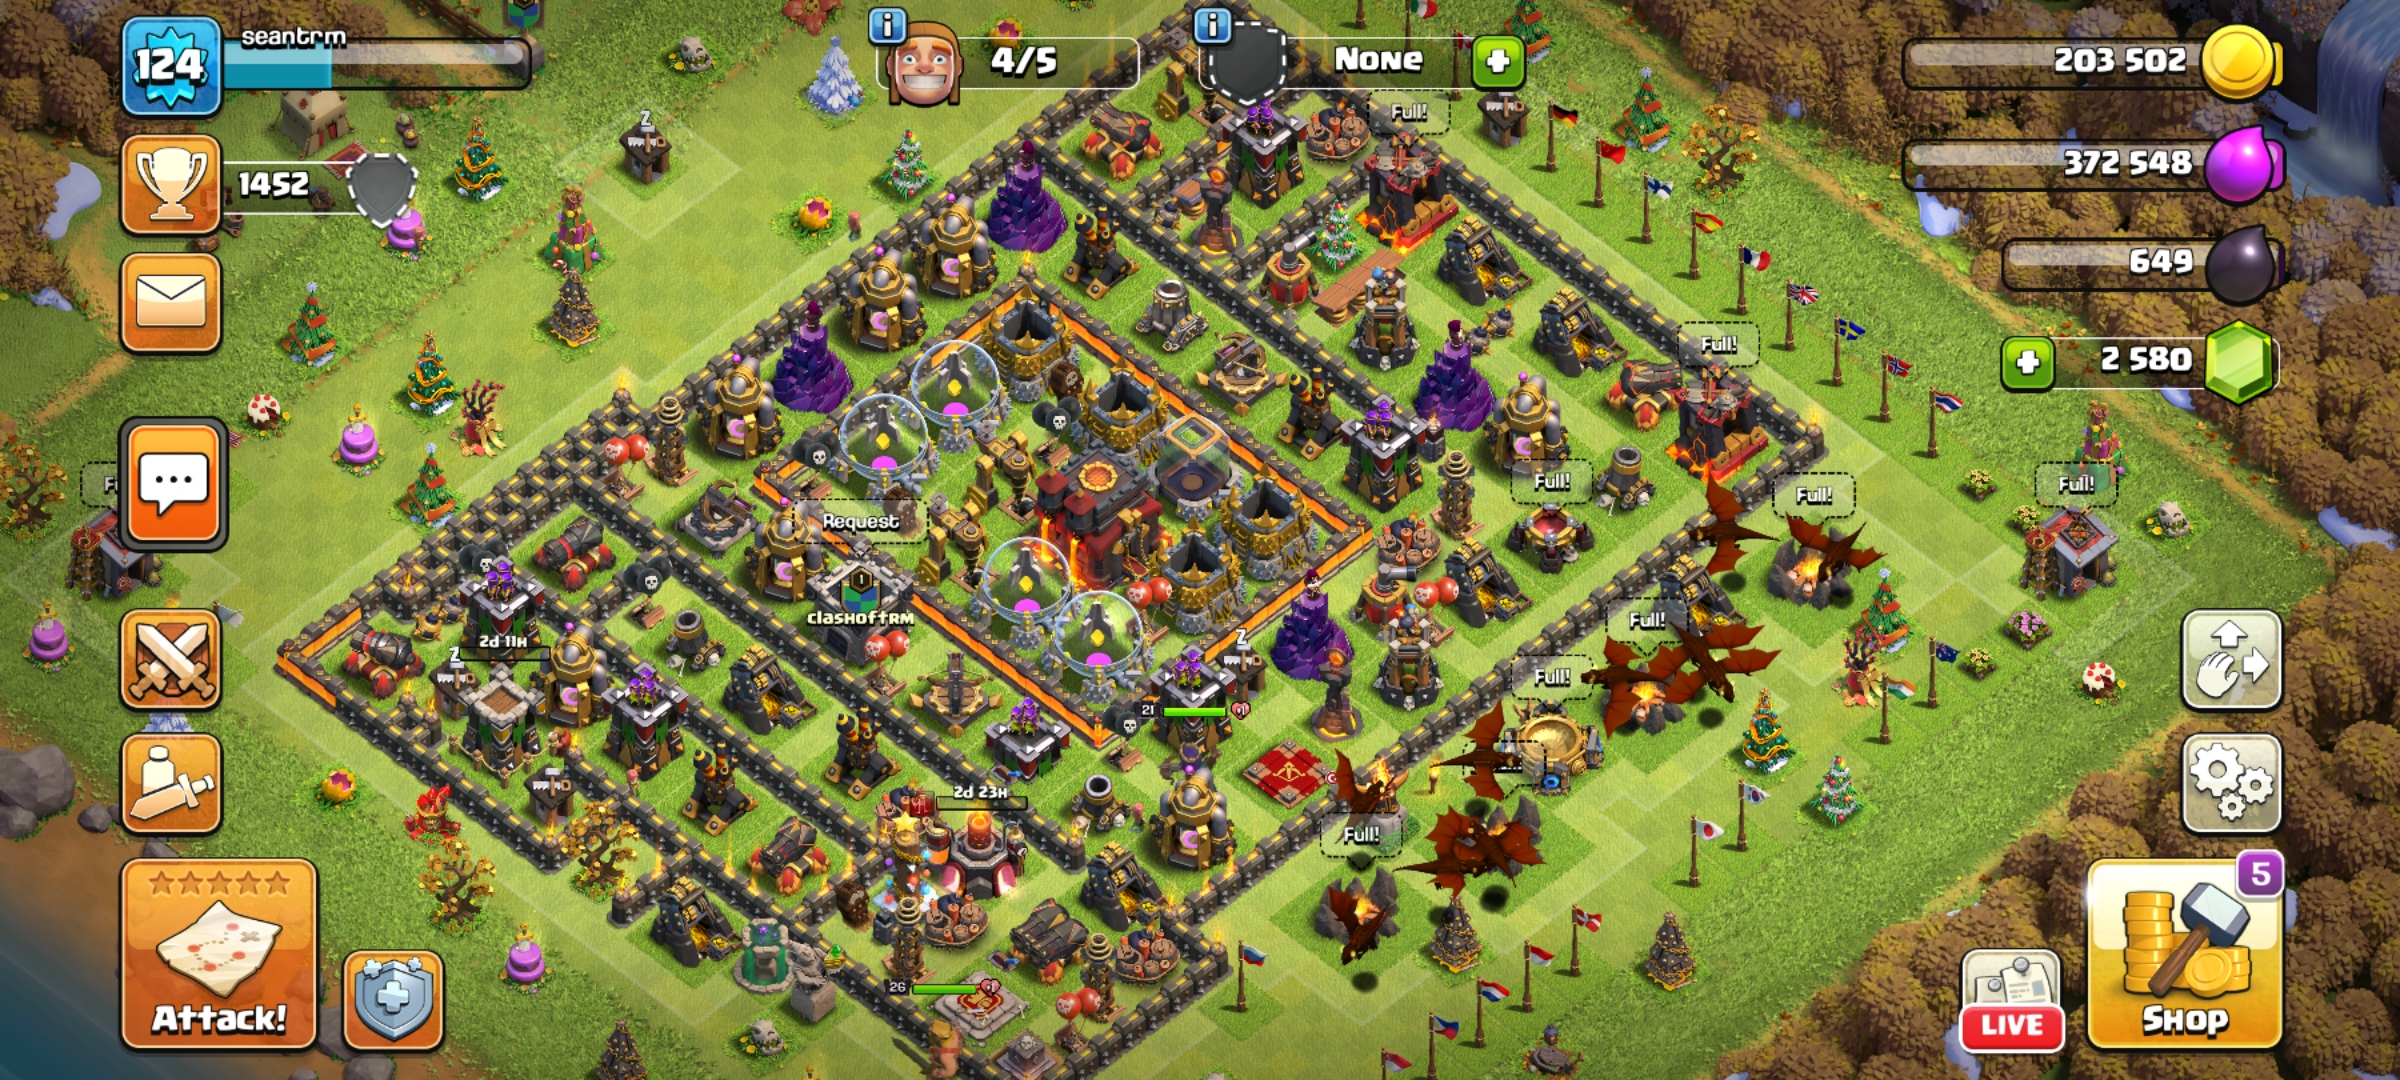 124
seantrm
i
4/5
i
None
203 502
1452
372 548
649
2 580
Z
Full!
Full!
Full!
Full!
Full!
Request
1
clashoftrm
2d 11H
Z
Z
Full!
Full!
21
2d 23H
Full!
26
Attack!
5
LIVE
Shop